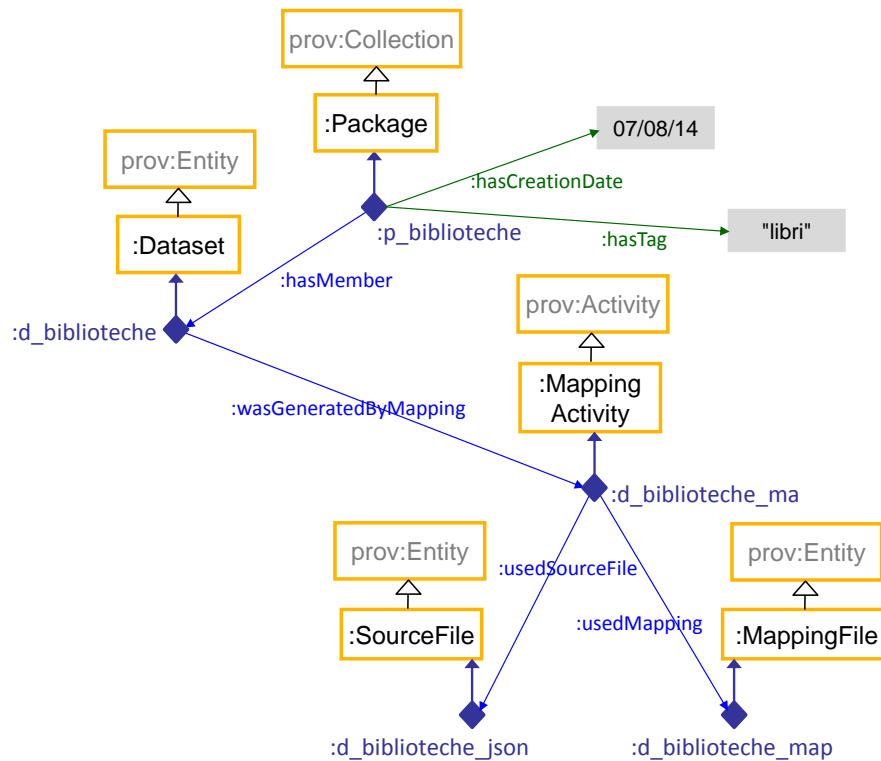 prov:Collection
:Package
07/08/14
prov:Entity
:hasCreationDate
:p_biblioteche
:hasTag
"libri"
:Dataset
:hasMember
prov:Activity
:d_biblioteche
:Mapping
Activity
:wasGeneratedByMapping
:d_biblioteche_ma
prov:Entity
:usedSourceFile
prov:Entity
:SourceFile
:usedMapping
:MappingFile
:d_biblioteche_json
:d_biblioteche_map